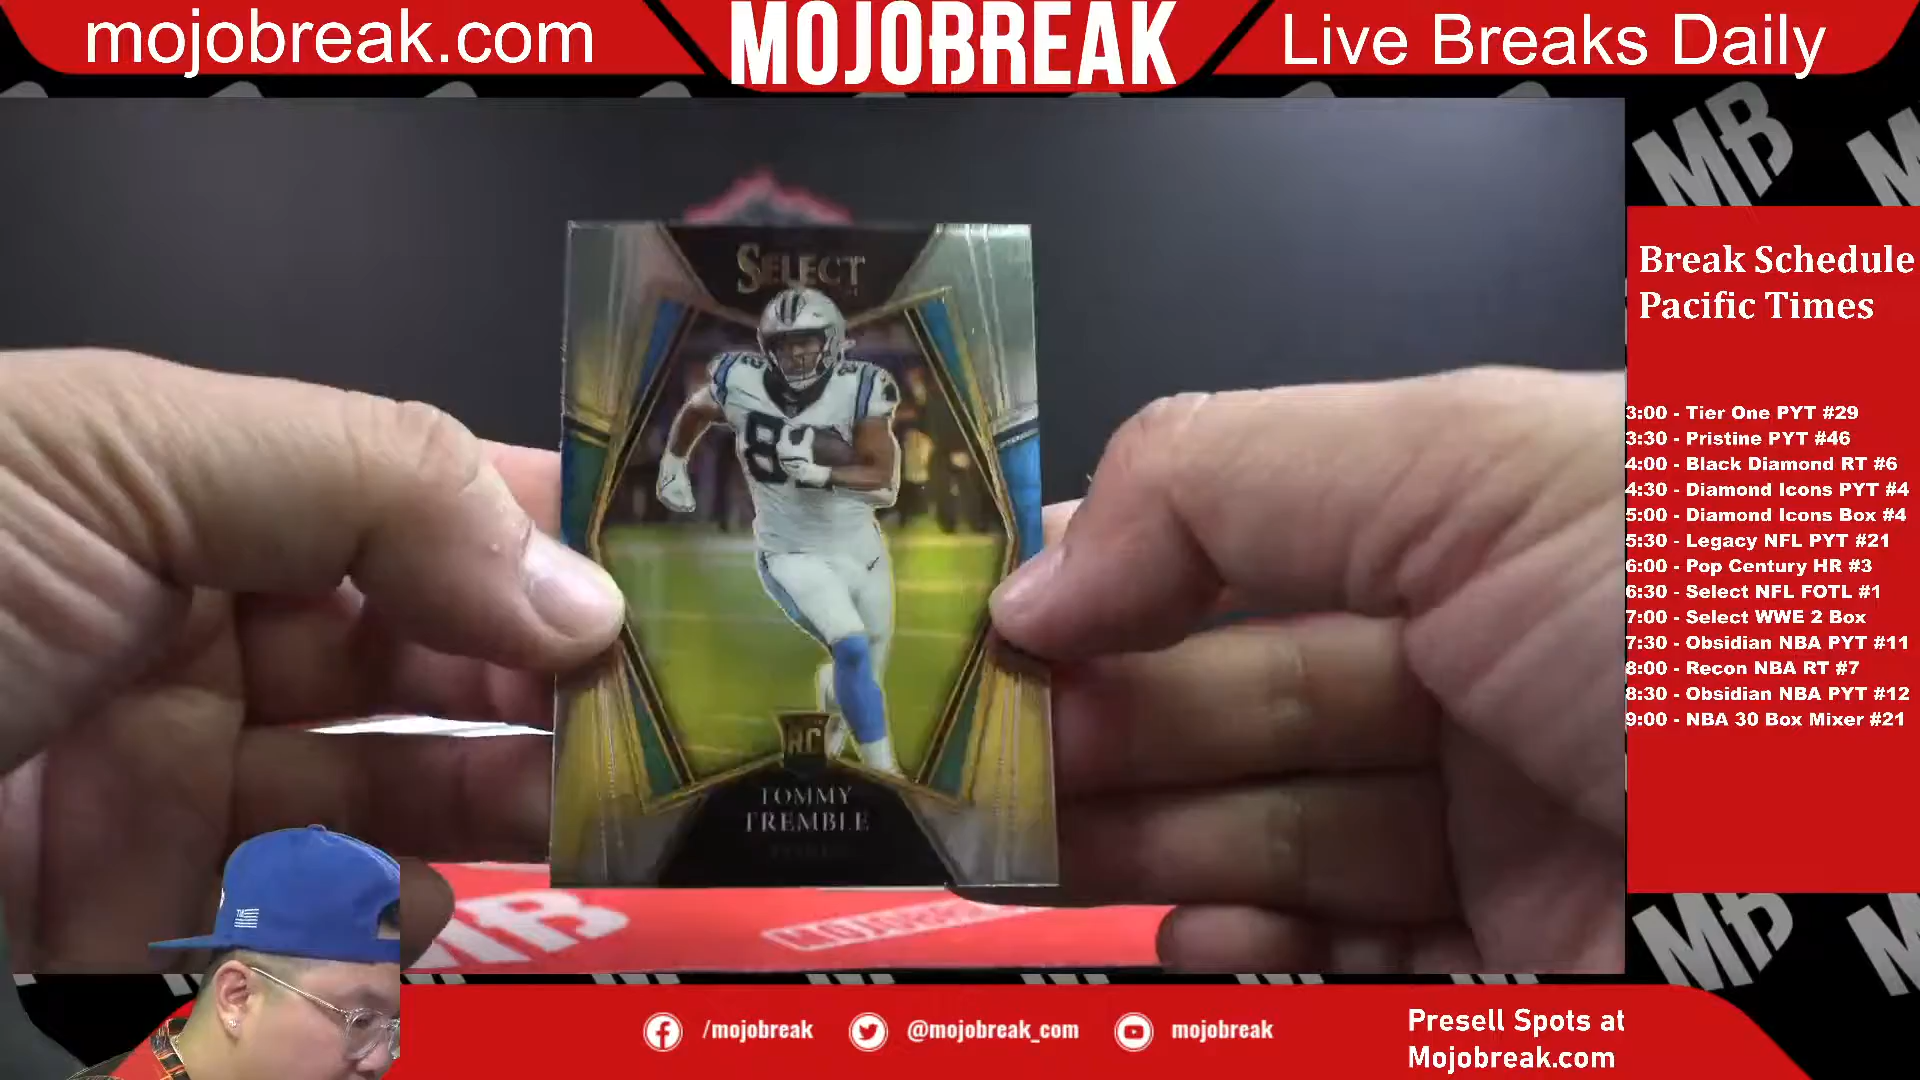 mojobreak.com
MOJOBREAK
Live Breaks Daily
MB
SELECT
82
RC
TOMMY
TREMBLE
Break Schedule
Pacific Times
3:00 - Tier One PYT #29
3:30 - Pristine PYT #46
4:00 - Black Diamond RT #6
4:30 - Diamond Icons PYT #4
5:00 - Diamond Icons Box #4
5:30 - Legacy NFL PYT #21
6:00 - Pop Century HR #3
6:30 - Select NFL FOTL #1
7:00 - Select WWE 2 Box
7:30 - Obsidian NBA PYT #11
8:00 - Recon NBA RT #7
8:30 - Obsidian NBA PYT #12
9:00 - NBA 30 Box Mixer #21
MB
MB
/mojobreak
@mojobreak_com
mojobreak
Presell Spots at
Mojobreak.com